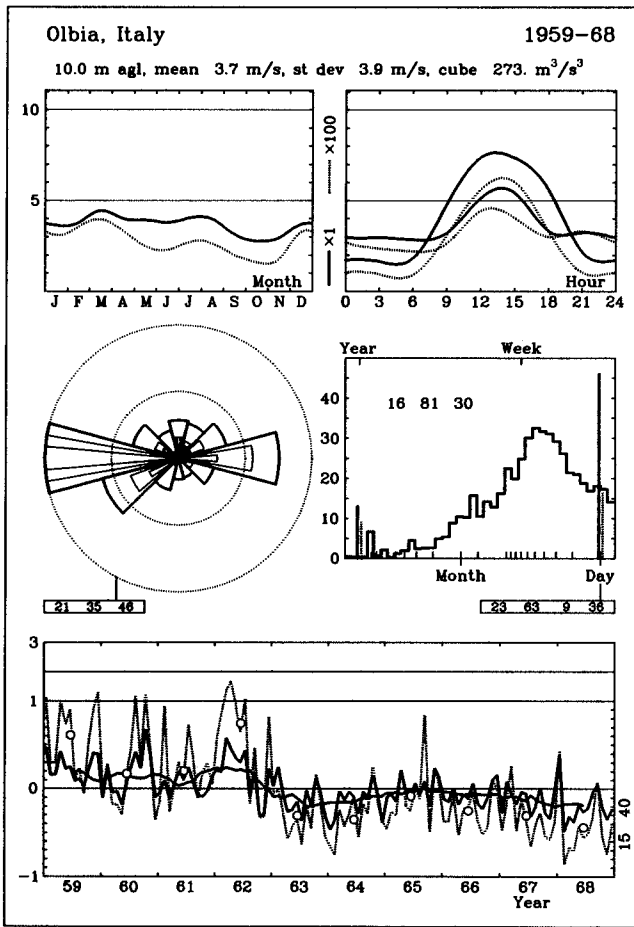 Olbia, Italy 1959-68
10.0 m agl, mean 3.7 m/s, st dev 3.9 m/s, cube 273. m³/s³
10
5
×1 ×100
J F M A M J J A S O N D
Month
0 3 6 9 12 15 18 21 24
Hour
Year Week
16 81 30
40
30
20
10
0
Month Day
21 35 46
23 63 9 36
3
1
0
-1
15 40
59 60 61 62 63 64 65 66 67 68
Year